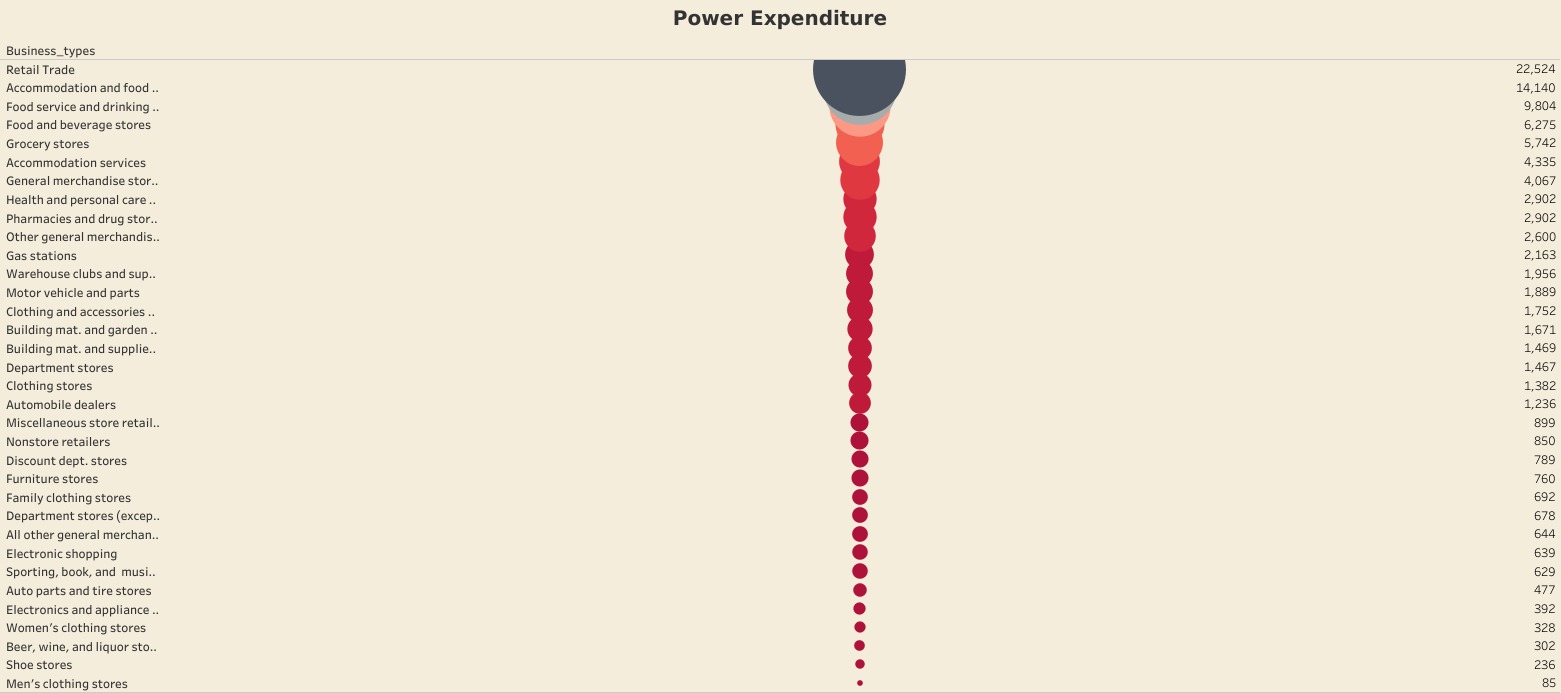 Power Expenditure
Business_types
Retail Trade 22,524
Accommodation and food .. 14,140
Food service and drinking .. 9,804
Food and beverage stores 6,275
Grocery stores 5,742
Accommodation services 4,335
General merchandise stor.. 4,067
Health and personal care .. 2,902
Pharmacies and drug stor.. 2,902
Other general merchandis.. 2,600
Gas stations 2,163
Warehouse clubs and sup.. 1,956
Motor vehicle and parts 1,889
Clothing and accessories .. 1,752
Building mat. and garden .. 1,671
Building mat. and supplie.. 1,469
Department stores 1,467
Clothing stores 1,382
Automobile dealers 1,236
Miscellaneous store retail.. 899
Nonstore retailers 850
Discount dept. stores 789
Furniture stores 760
Family clothing stores 692
Department stores (excep.. 678
All other general merchan.. 644
Electronic shopping 639
Sporting, book, and  musi.. 629
Auto parts and tire stores 477
Electronics and appliance .. 392
Women’s clothing stores 328
Beer, wine, and liquor sto.. 302
Shoe stores 236
Men’s clothing stores 85